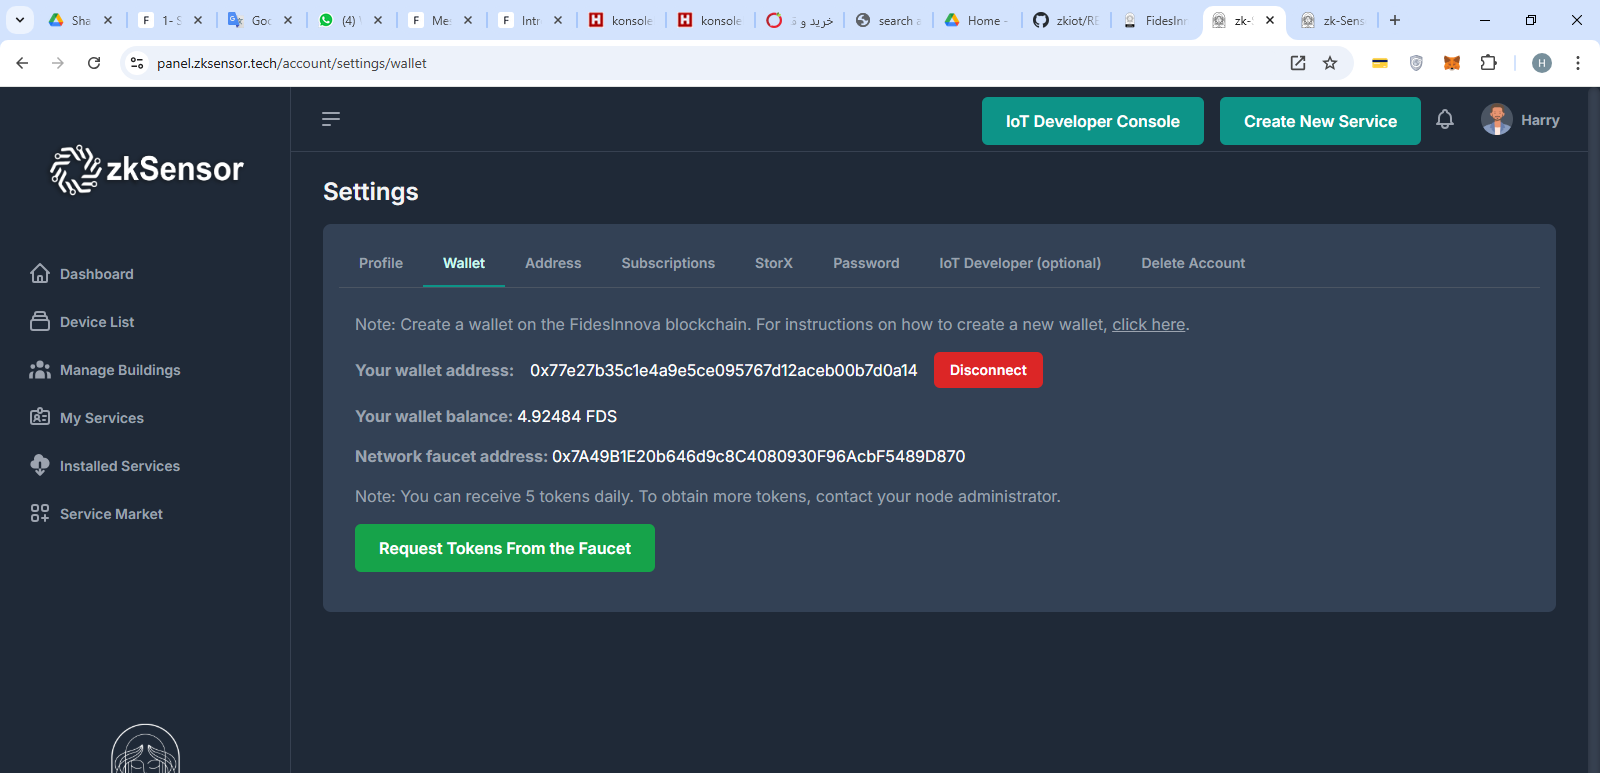 Sha
1- S
Goo
(4)
Me
Intr
konsole
konsole
خرید و ف
search a
Home -
zkiot/RE
FidesInn
zk-S
zk-Sens
panel.zksensor.tech/account/settings/wallet
H
zkSensor
IoT Developer Console
Create New Service
Harry
Settings
Dashboard
Device List
Manage Buildings
My Services
Installed Services
Service Market
Profile Wallet Address Subscriptions StorX Password IoT Developer (optional) Delete Account
Note: Create a wallet on the FidesInnova blockchain. For instructions on how to create a new wallet, click here.
Your wallet address: 0x77e27b35c1e4a9e5ce095767d12aceb00b7d0a14 Disconnect
Your wallet balance: 4.92484 FDS
Network faucet address: 0x7A49B1E20b646d9c8C4080930F96AcbF5489D870
Note: You can receive 5 tokens daily. To obtain more tokens, contact your node administrator.
Request Tokens From the Faucet